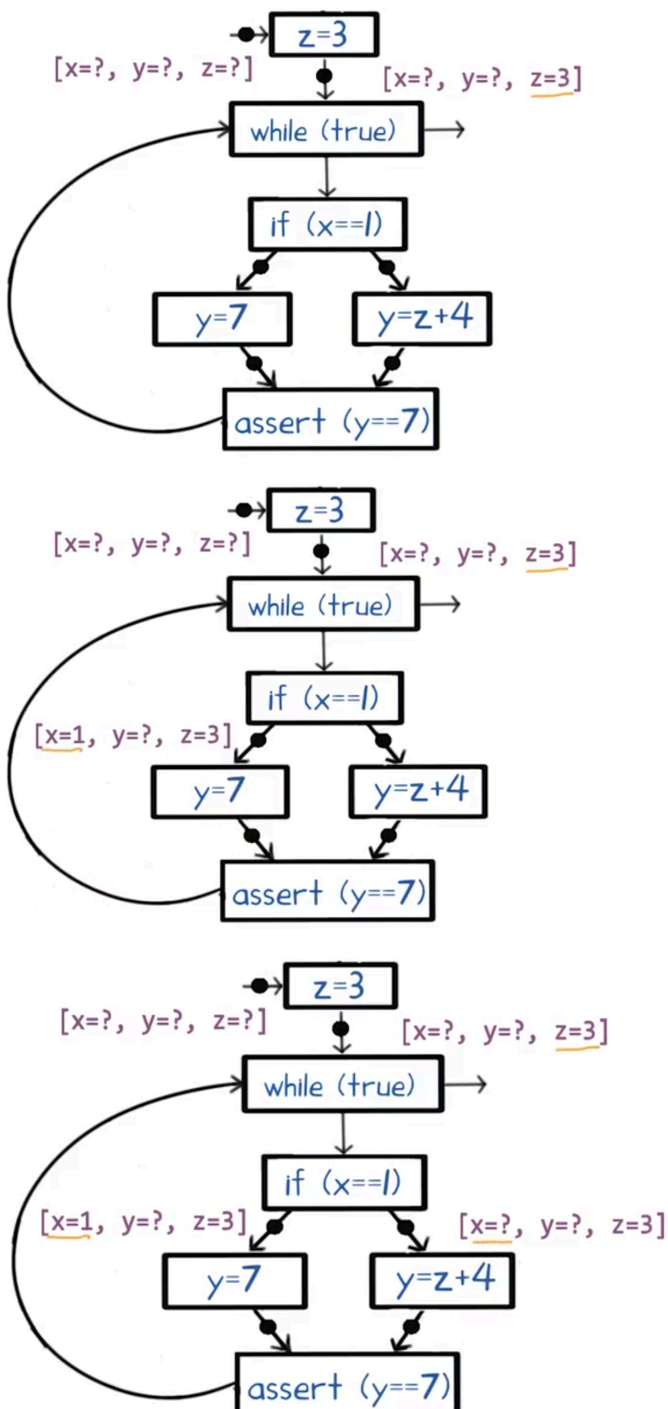 z=3
[x=?, y=?, z=?]
[x=?, y=?, z=3]
while (true)
if (x==1)
y=7
y=z+4
assert (y==7)
z=3
[x=?, y=?, z=?]
[x=?, y=?, z=3]
while (true)
if (x==1)
[x=1, y=?, z=3]
y=7
y=z+4
assert (y==7)
z=3
[x=?, y=?, z=?]
[x=?, y=?, z=3]
while (true)
if (x==1)
[x=1, y=?, z=3]
[x=?, y=?, z=3]
y=7
y=z+4
assert (y==7)